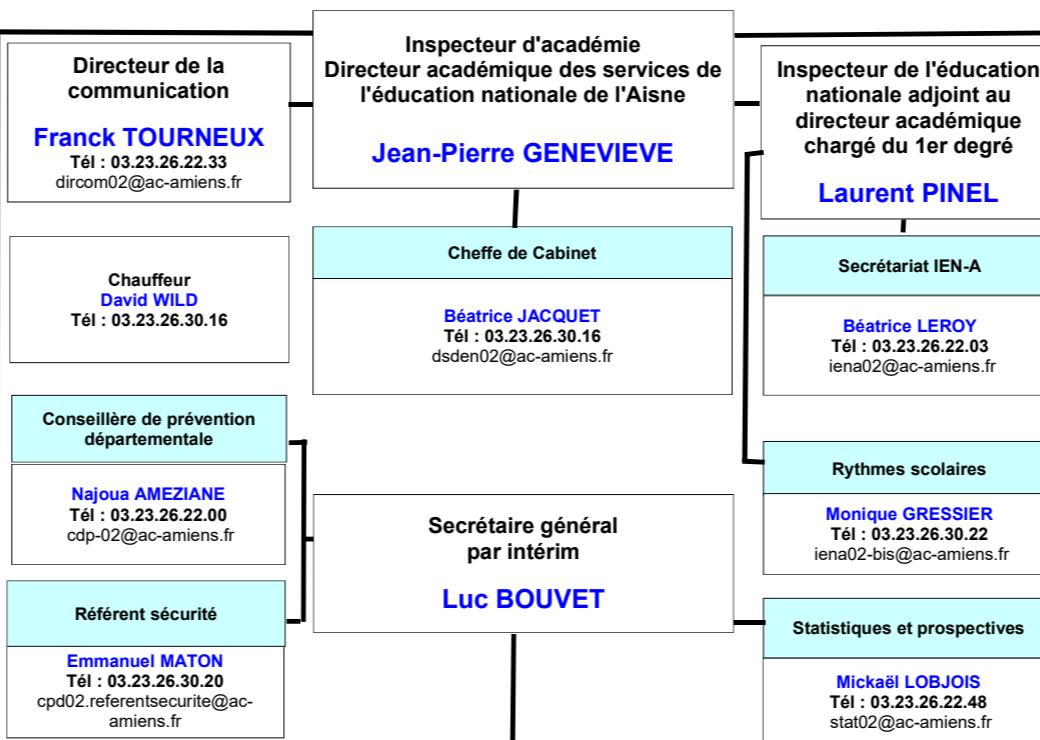 Directeur de la
communication
Franck TOURNEUX
Tél : 03.23.26.22.33
dircom02@ac-amiens.fr
Inspecteur d'académie
Directeur académique des services de
l'éducation nationale de l'Aisne
Jean-Pierre GENEVIEVE
Inspecteur de l'éducation
nationale adjoint au
directeur académique
chargé du 1er degré
Laurent PINEL
Chauffeur
David WILD
Tél : 03.23.26.30.16
Cheffe de Cabinet
Béatrice JACQUET
Tél : 03.23.26.30.16
dsden02@ac-amiens.fr
Secrétariat IEN-A
Béatrice LEROY
Tél : 03.23.26.22.03
iena02@ac-amiens.fr
Conseillère de prévention
départementale
Najoua AMEZIANE
Tél : 03.23.26.22.00
cdp-02@ac-amiens.fr
Secrétaire général
par intérim
Luc BOUVET
Rythmes scolaires
Monique GRESSIER
Tél : 03.23.26.30.22
iena02-bis@ac-amiens.fr
Référent sécurité
Emmanuel MATON
Tél : 03.23.26.30.20
cpd02.referentsecurite@ac-
amiens.fr
Statistiques et prospectives
Mickaël LOBJOIS
Tél : 03.23.26.22.48
stat02@ac-amiens.fr